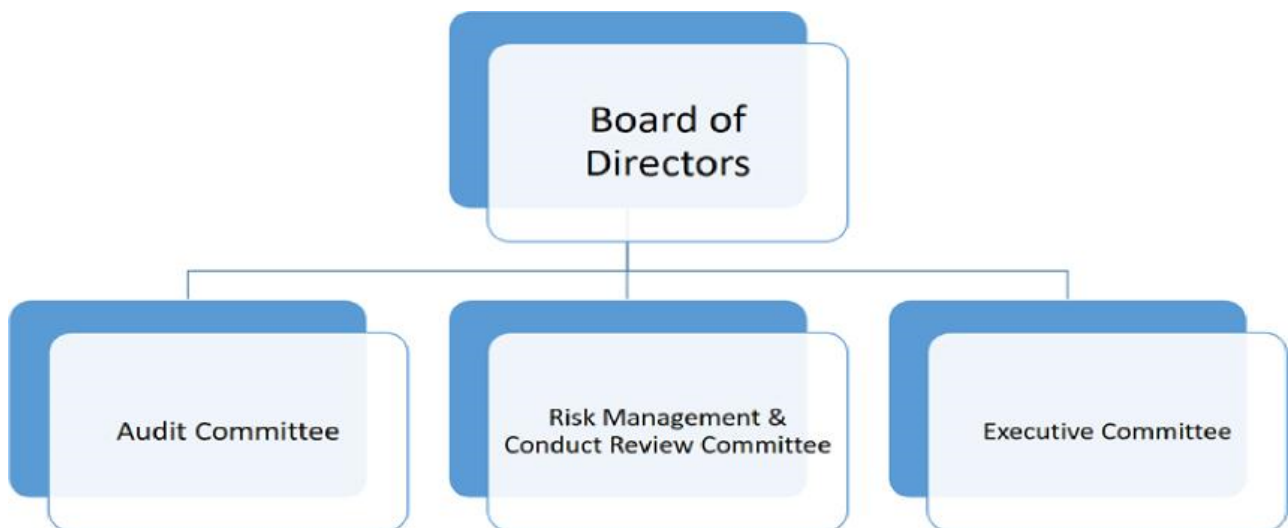 Board of
Directors
Audit Committee
Risk Management &
Conduct Review Committee
Executive Committee